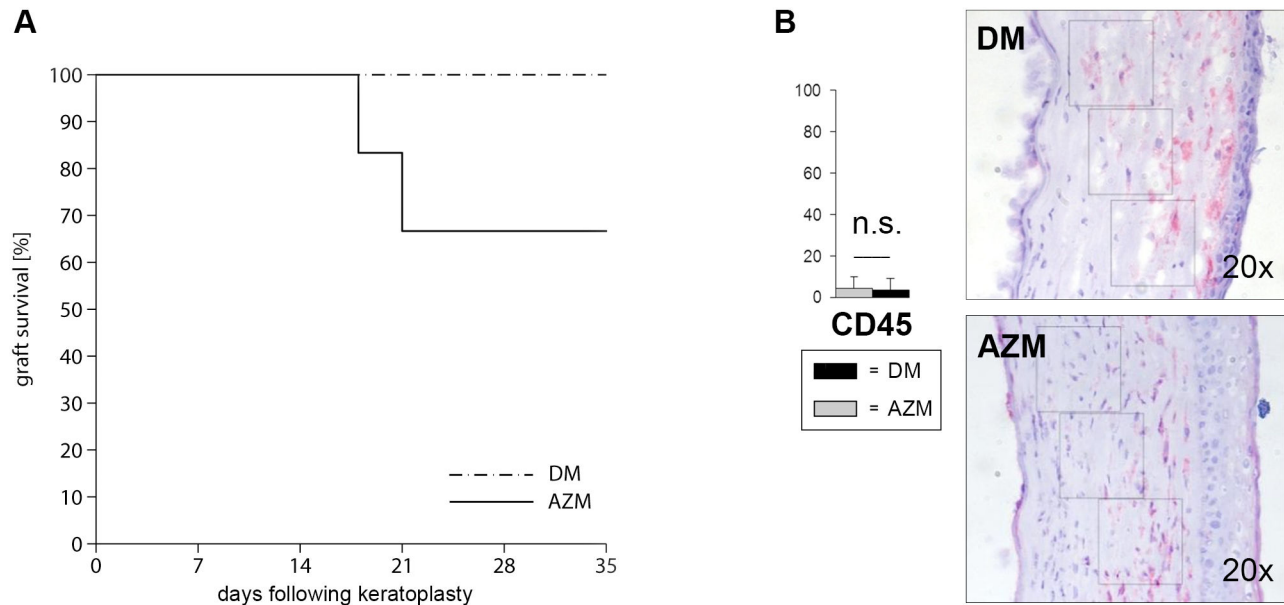 A
graft survival [%]
100
90
80
70
60
50
40
30
20
10
0
0 7 14 21 28 35
days following keratoplasty
DM
AZM
B
100
80
60
40
20
0
n.s.
CD45
= DM
= AZM
DM
20x
AZM
20x